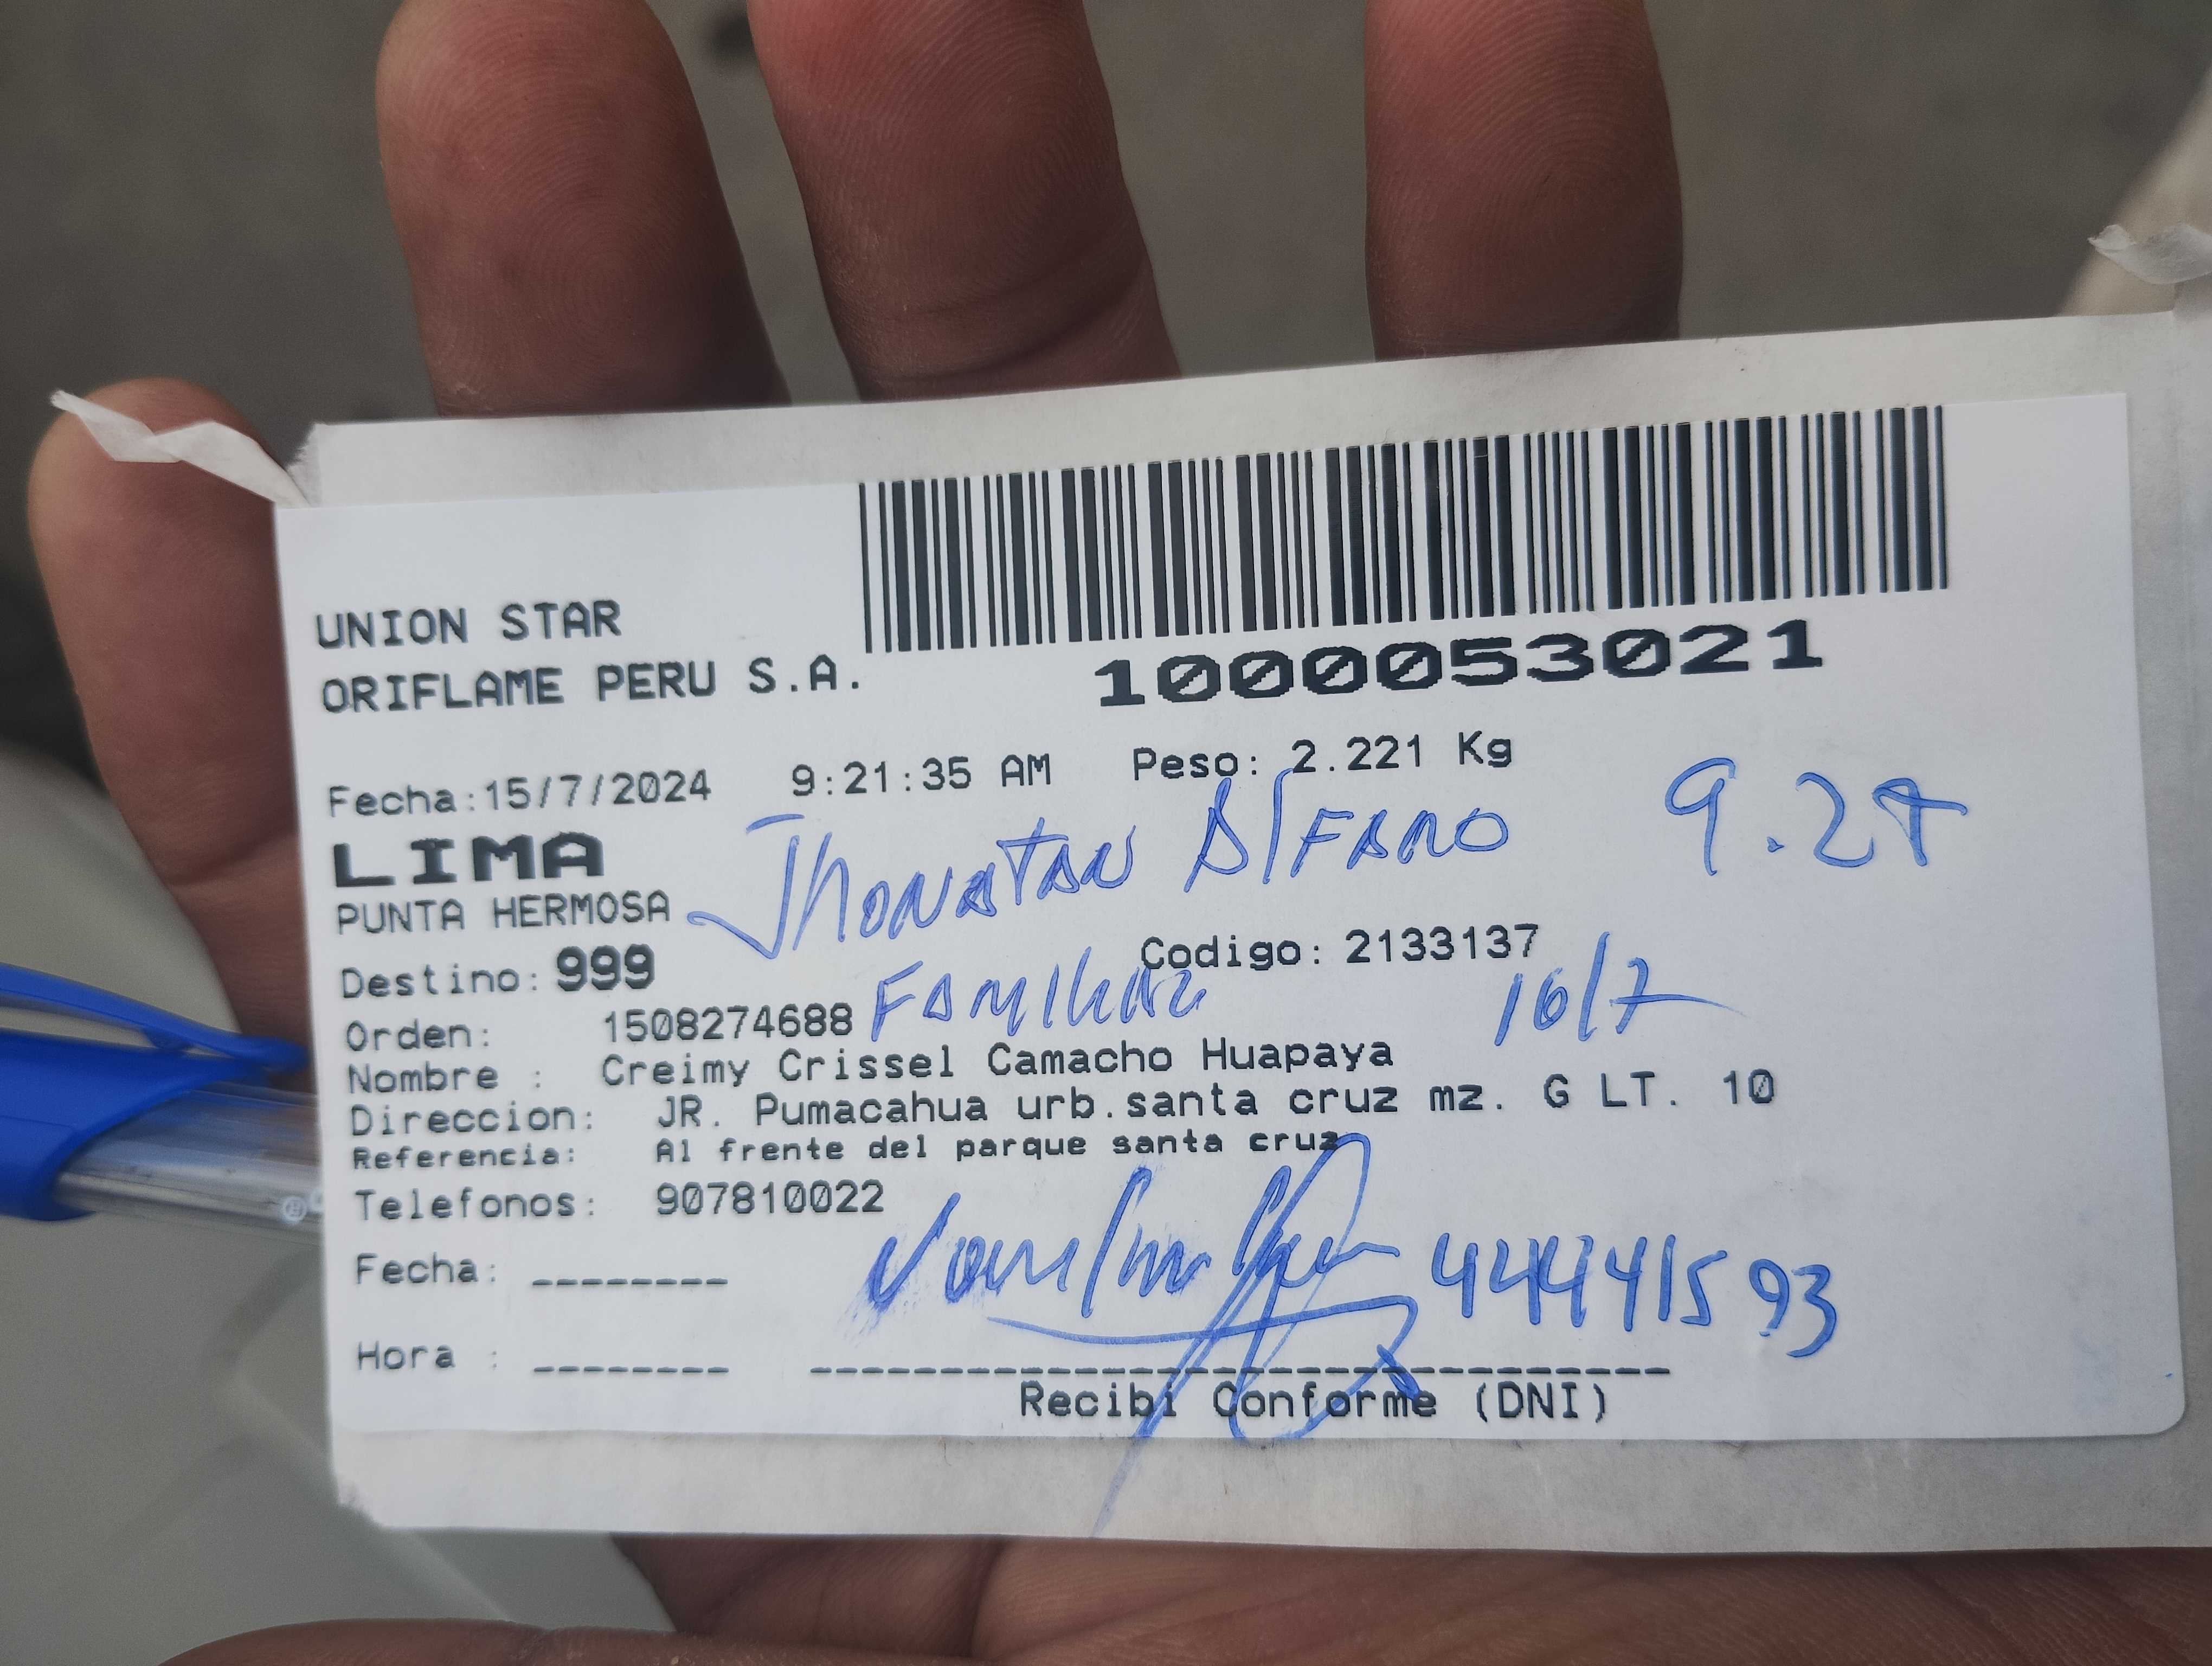 UNION STAR
ORIFLAME PERU S.A.
1000053021
Fecha:15/7/2024 9:21:35 AM Peso: 2.221 Kg
LIMA
Jhonatan Alfaro 9.27
PUNTA HERMOSA
Destino: 999 Codigo: 2133137
Familiar 16/7
Orden: 1508274688
Nombre : Creimy Crissel Camacho Huapaya
Direccion: JR. Pumacahua urb.santa cruz mz. G LT. 10
Referencia: Al frente del parque santa cruz
Telefonos: 907810022
Fecha: --------
44441593
Hora : --------
Recibi Conforme (DNI)